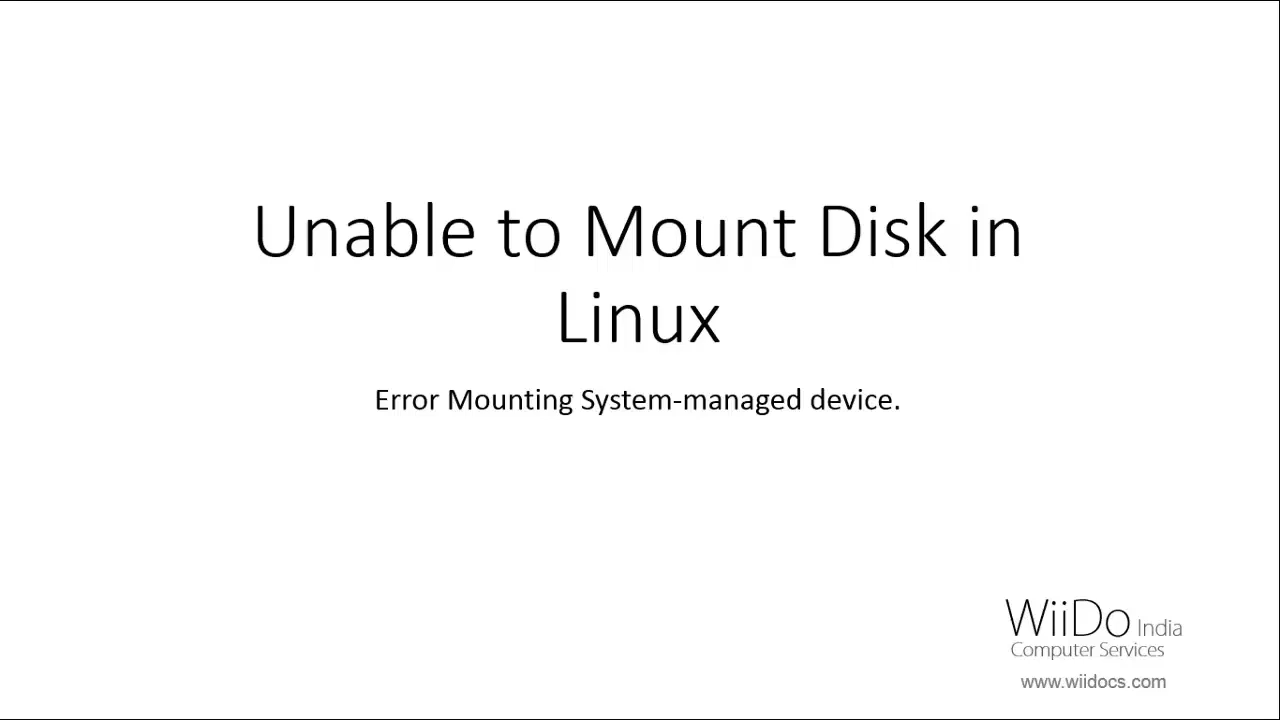 Unable to Mount Disk in
Linux
Error Mounting System-managed device.
WiiDo India
Computer Services
www.wiidocs.com